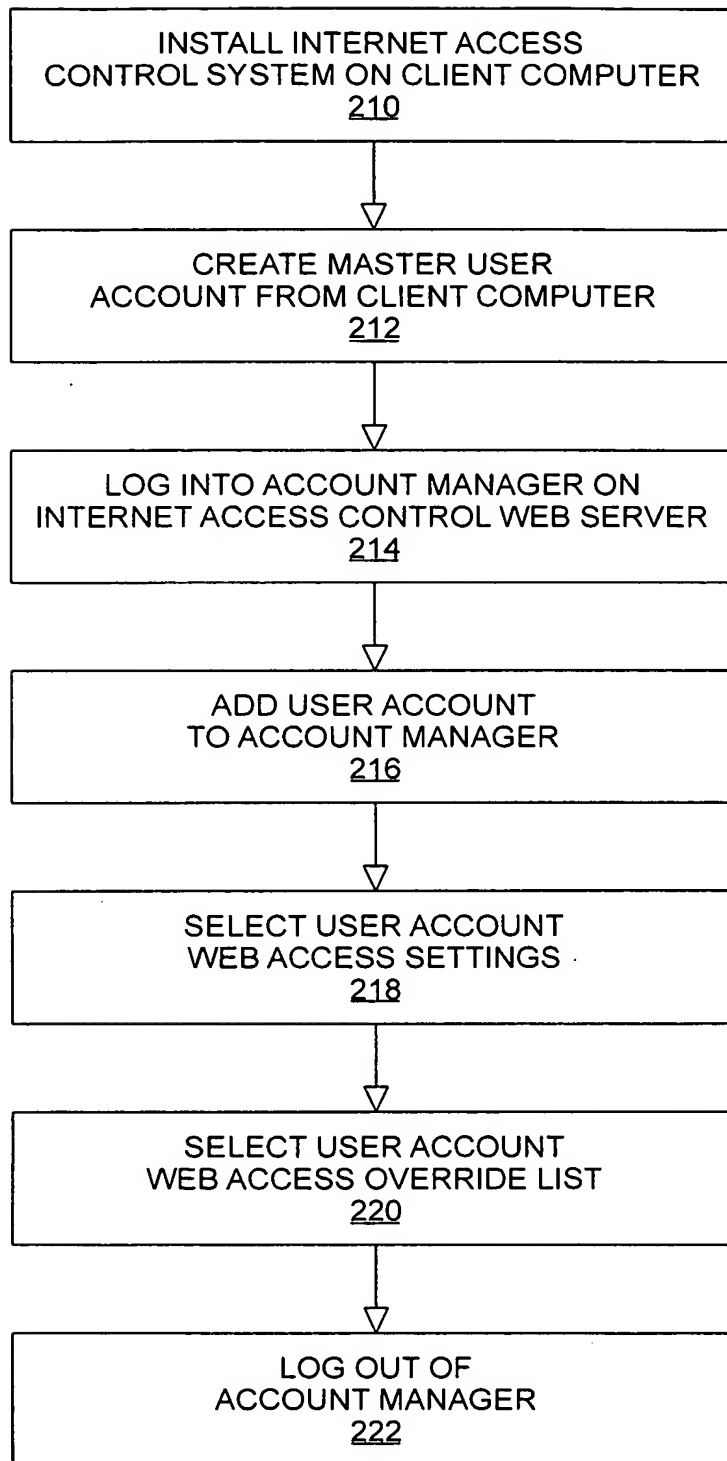 INSTALL INTERNET ACCESS
CONTROL SYSTEM ON CLIENT COMPUTER
210
CREATE MASTER USER
ACCOUNT FROM CLIENT COMPUTER
212
LOG INTO ACCOUNT MANAGER ON
INTERNET ACCESS CONTROL WEB SERVER
214
ADD USER ACCOUNT
TO ACCOUNT MANAGER
216
SELECT USER ACCOUNT
WEB ACCESS SETTINGS
218
SELECT USER ACCOUNT
WEB ACCESS OVERRIDE LIST
220
LOG OUT OF
ACCOUNT MANAGER
222